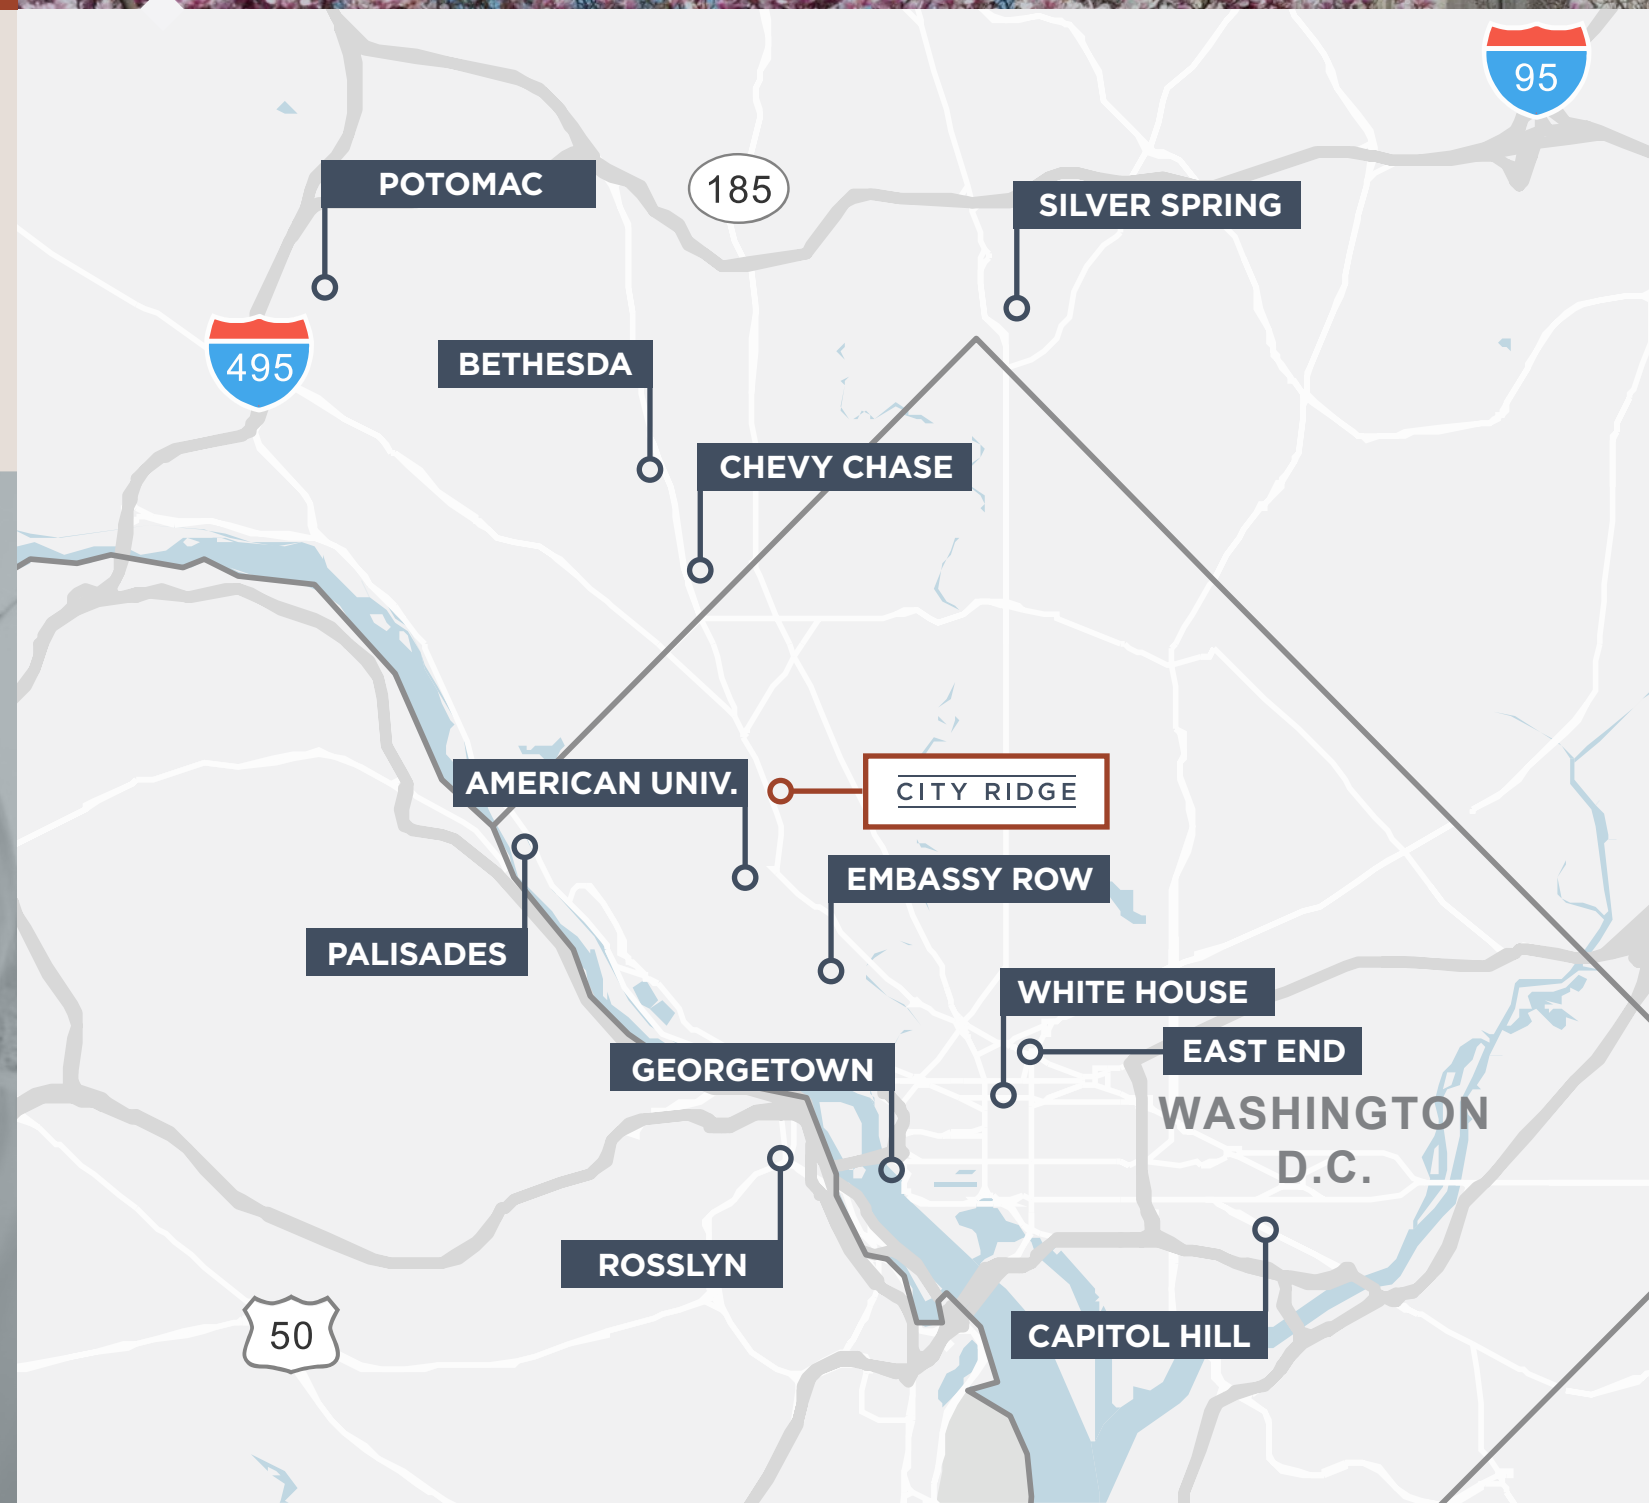 95
POTOMAC
185
SILVER SPRING
495
BETHESDA
CHEVY CHASE
AMERICAN UNIV.
CITY RIDGE
EMBASSY ROW
PALISADES
WHITE HOUSE
EAST END
GEORGETOWN
WASHINGTON
D.C.
ROSSLYN
50
CAPITOL HILL